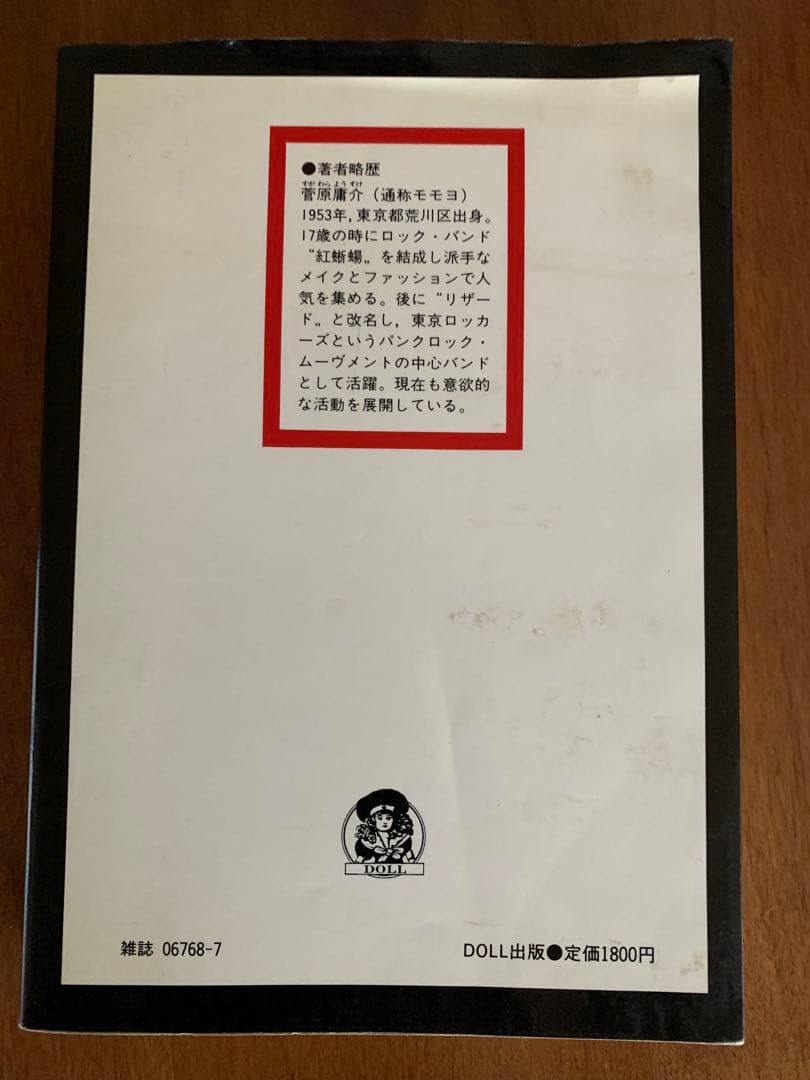 ●著者略歴
すがわらようすけ
菅原庸介(通称モモヨ)
1953年,東京都荒川区出身。
17歳の時にロック・バンド
〝紅蜥蜴〟を結成し派手な
メイクとファッションで人
気を集める。後に〝リザー
ド〟と改名し,東京ロッカ
ーズというパンクロック・
ムーヴメントの中心バンド
として活躍。現在も意欲的
な活動を展開している。
DOLL
雑誌 06768-7
DOLL出版●定価1800円